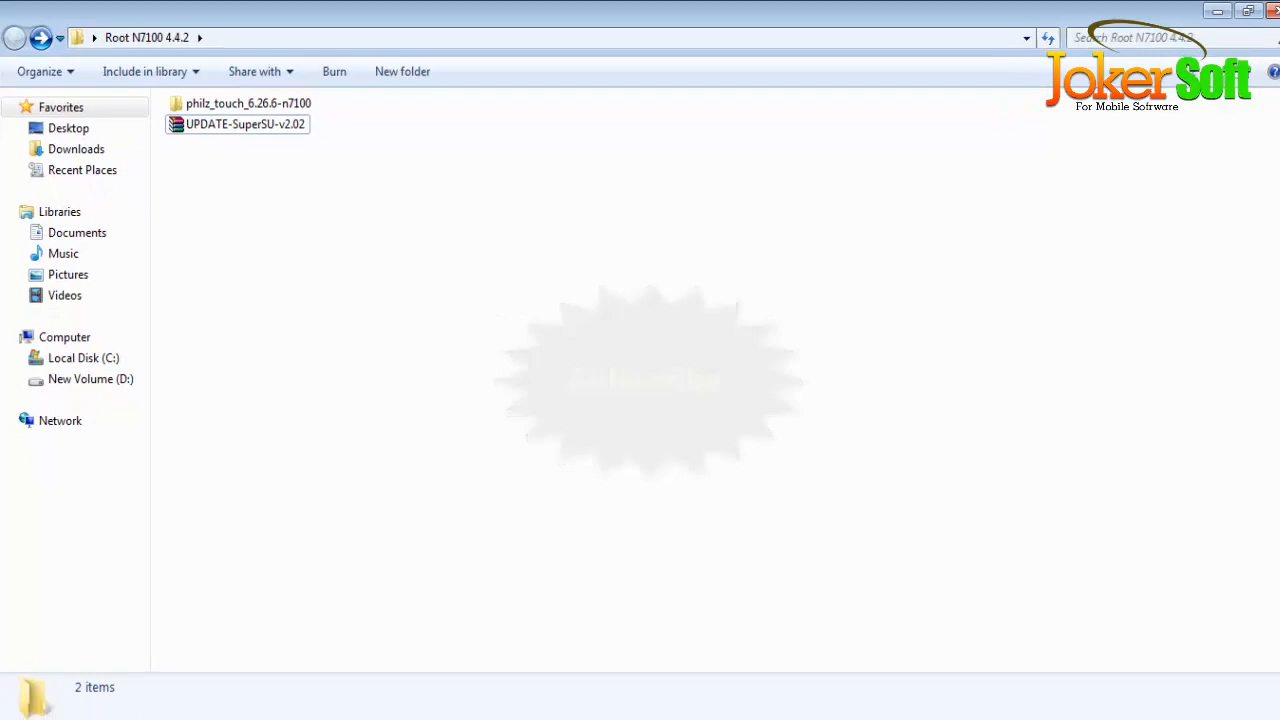 Root N7100 4.4.2
Search Root N7100 4.4.2
JokerSoft
For Mobile Software
Organize
Include in library
Share with
Burn
New folder
Favorites
Desktop
Downloads
Recent Places
Libraries
Documents
Music
Pictures
Videos
Computer
Local Disk (C:)
New Volume (D:)
Network
philz_touch_6.26.6-n7100
UPDATE-SuperSU-v2.02
2 items